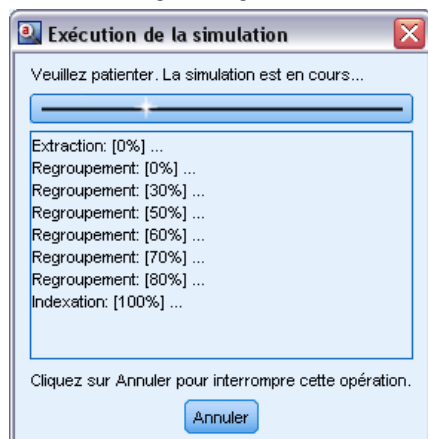 Exécution de la simulation
Veuillez patienter. La simulation est en cours...
Extraction: [0%] ...
Regroupement: [0%] ...
Regroupement: [30%] ...
Regroupement: [50%] ...
Regroupement: [60%] ...
Regroupement: [70%] ...
Regroupement: [80%] ...
Indexation: [100%] ...
Cliquez sur Annuler pour interrompre cette opération.
Annuler